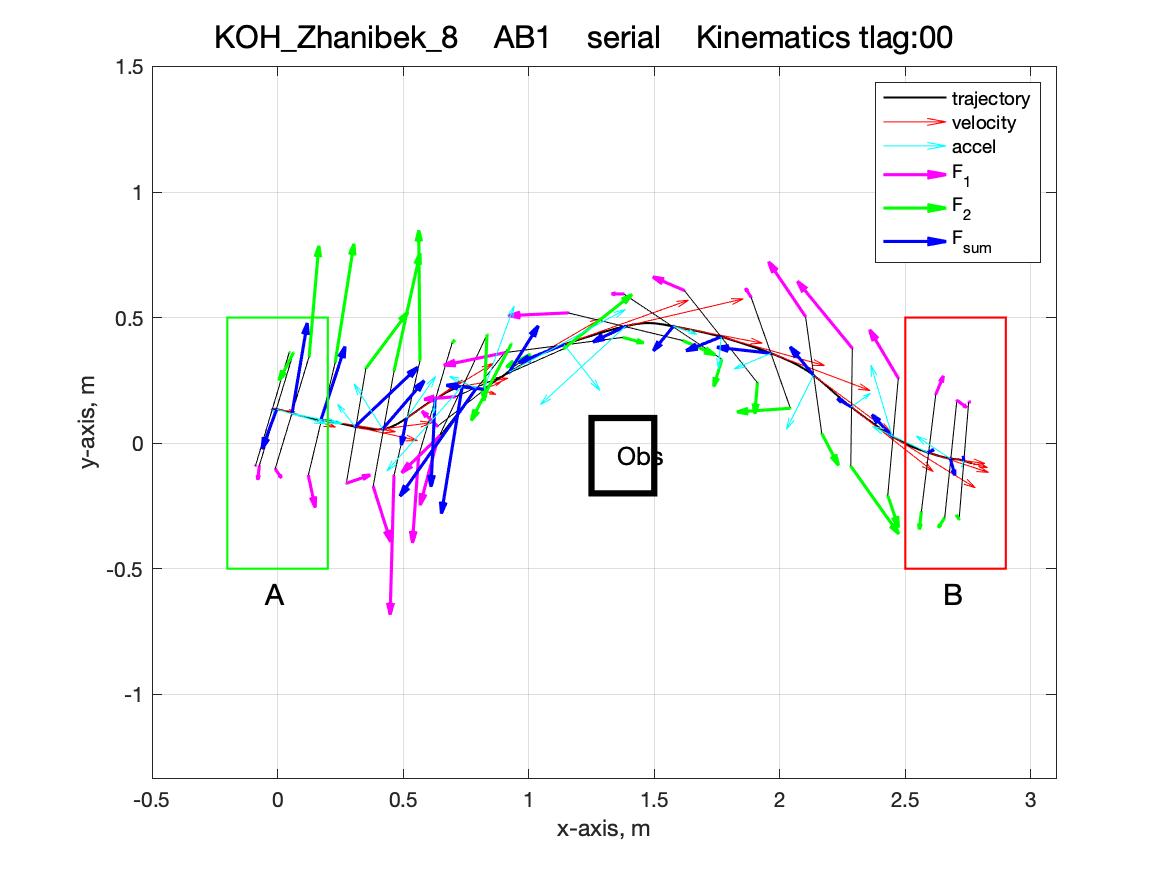 KOH_Zhanibek_8 AB1 serial Kinematics tlag:00
1.5
1
0.5
0
-0.5
-1
y-axis, m
trajectory
velocity
accel
F1
F2
Fsum
Obs
A
B
-0.5 0 0.5 1 1.5 2 2.5 3
x-axis, m